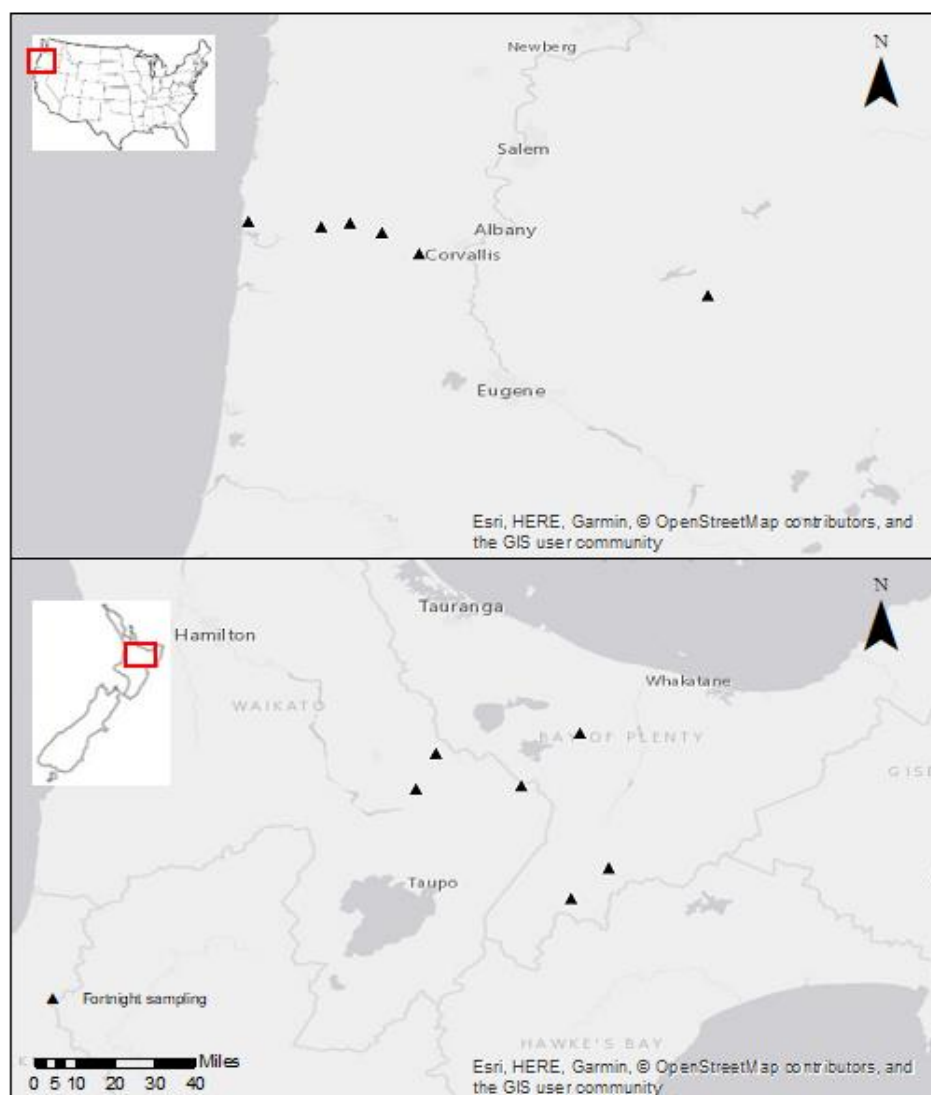 N
Newberg
Salem
Albany
Corvallis
Eugene
Esri, HERE, Garmin, © OpenStreetMap contributors, and
the GIS user community
N
Tauranga
Hamilton
Whakatane
WAIKATO
BAY OF PLENTY
GISE
Taupo
Fortnight sampling
HAWKE'S BAY
K
Miles
0 5 10 20 30 40
Esri, HERE, Garmin, © OpenStreetMap contributors, and
the GIS user community